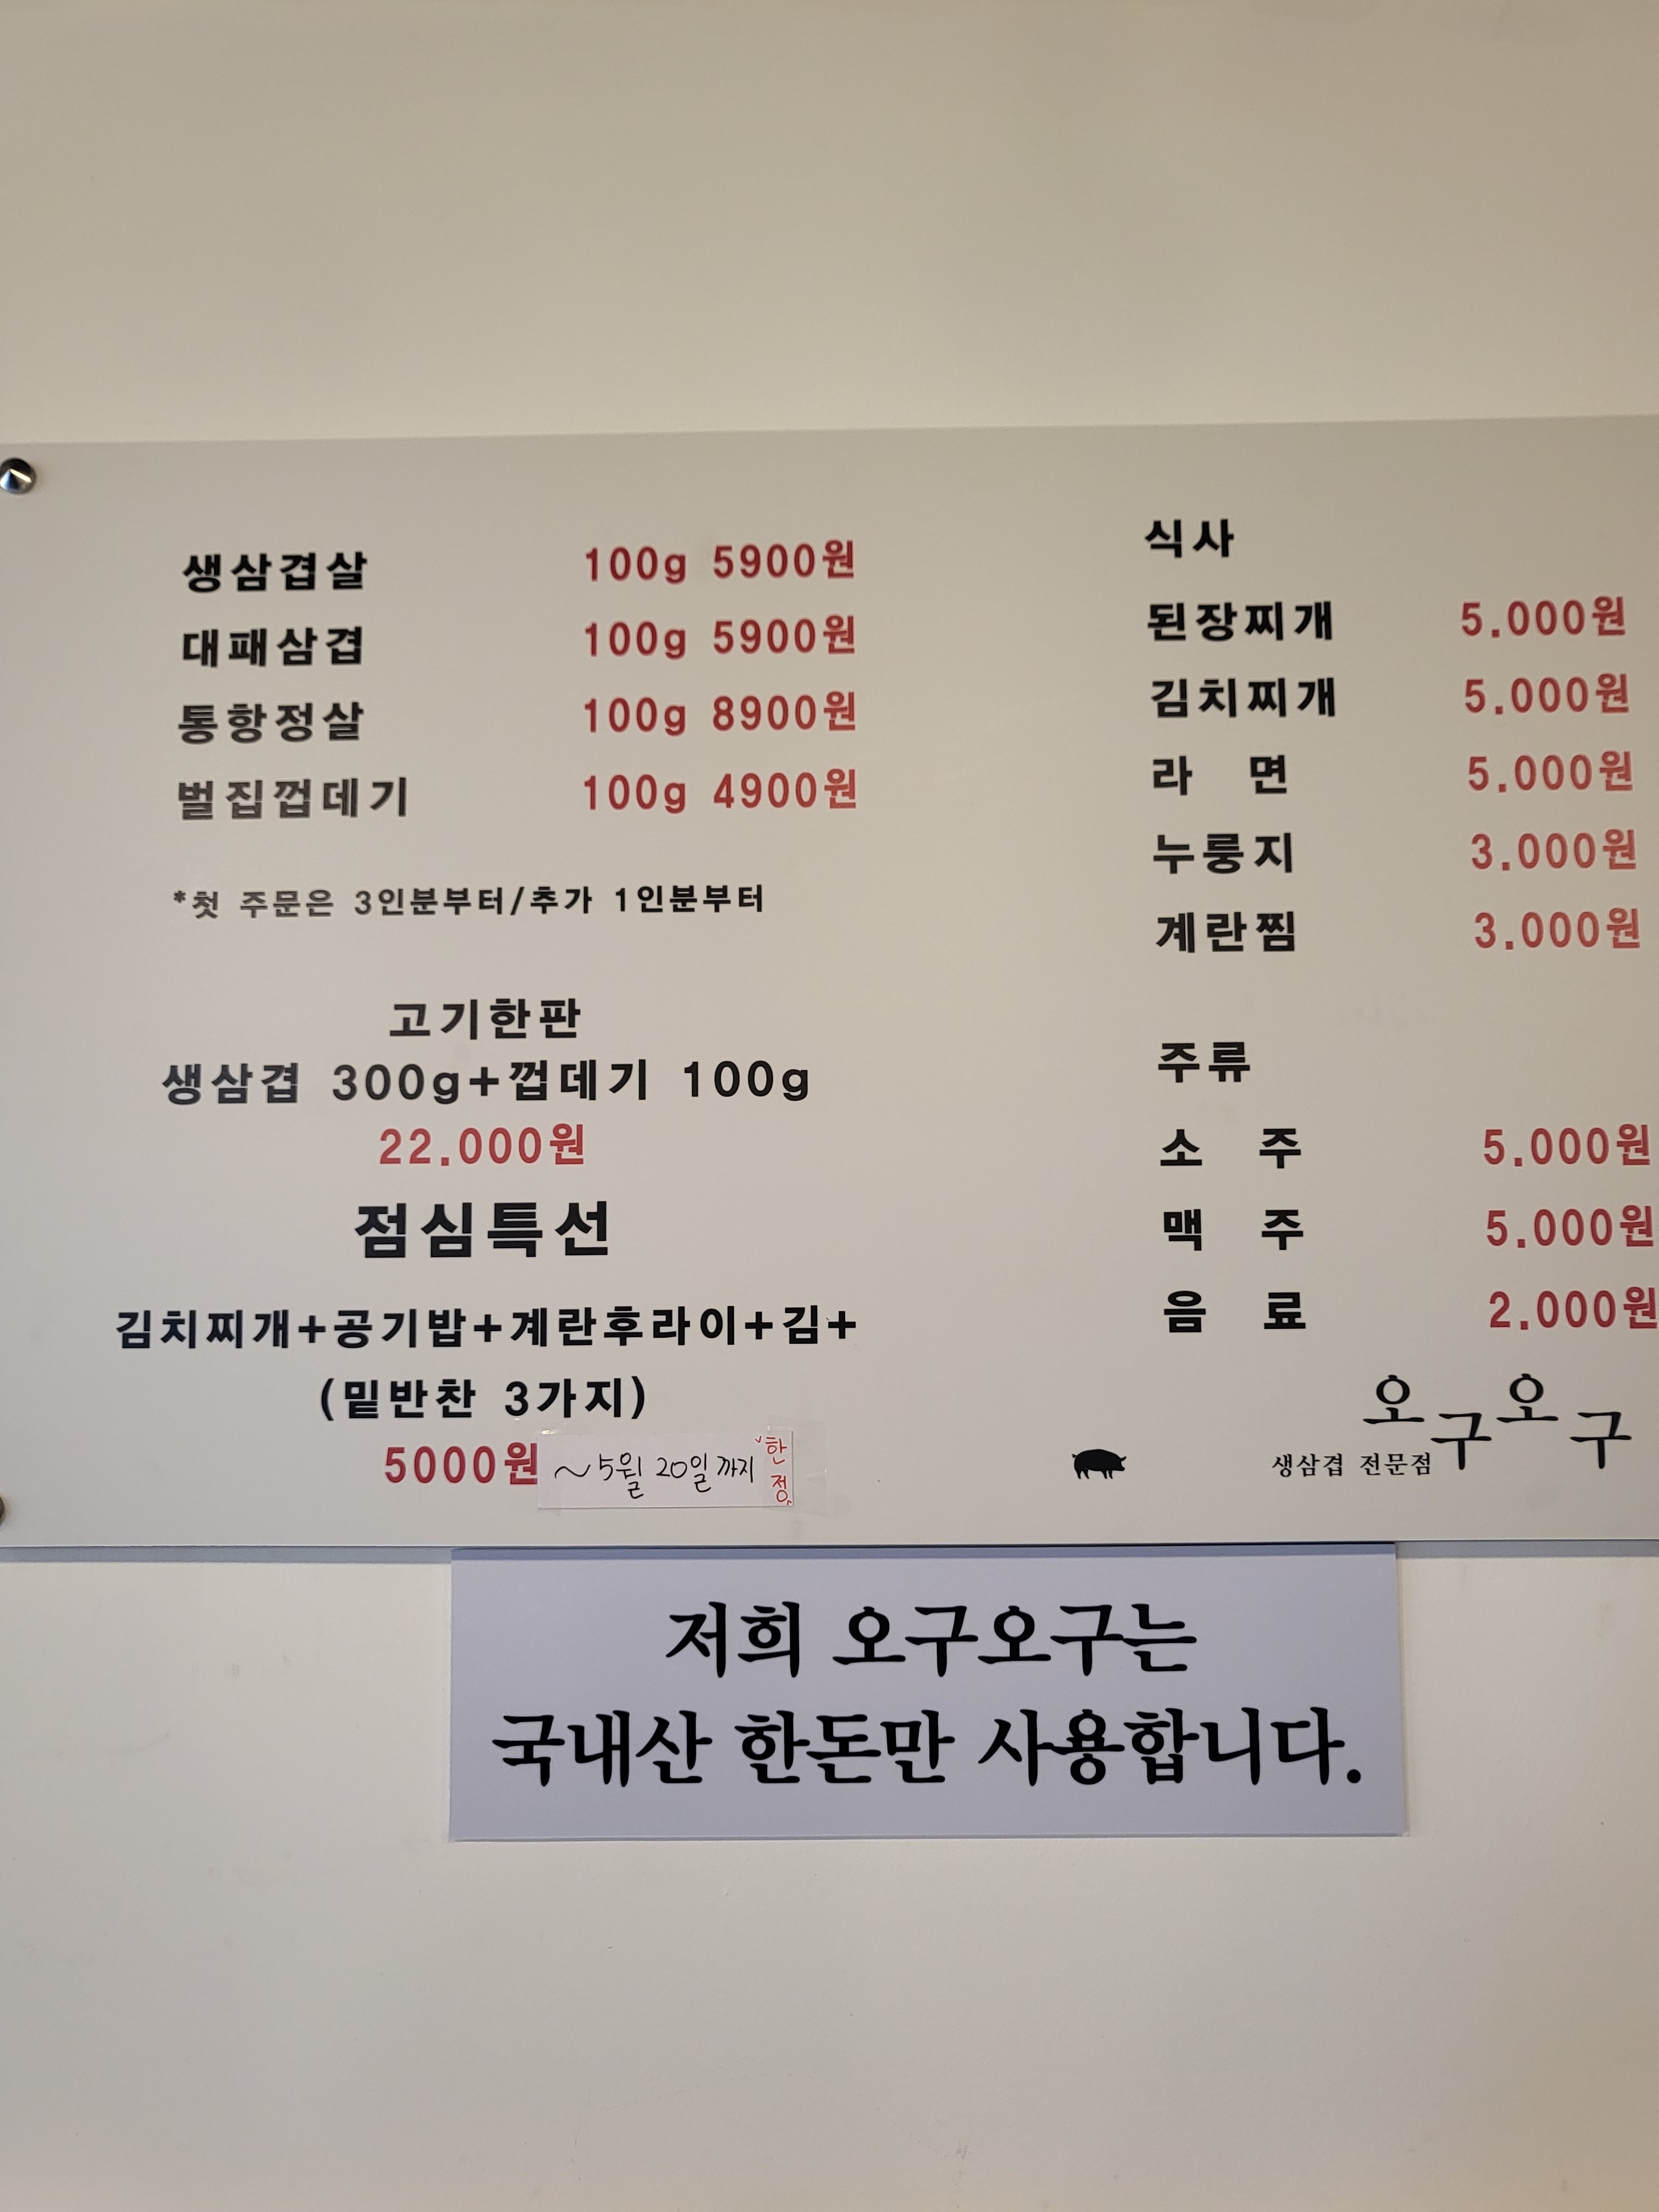 생삼겹살 100g 5900원
대패삼겹 100g 5900원
통항정살 100g 8900원
벌집껍데기 100g 4900원
*첫 주문은 3인분부터/추가 1인분부터
고기한판
생삼겹 300g+껍데기 100g
22.000원
점심특선
김치찌개+공기밥+계란후라이+김+
(밑반찬 3가지)
5000원 ~5월 20일까지 한정
식사
된장찌개 5.000원
김치찌개 5.000원
라 면 5.000원
누룽지 3.000원
계란찜 3.000원
주류
소 주 5.000원
맥 주 5.000원
음 료 2.000원
생삼겹 전문점 오구오구
저희 오구오구는
국내산 한돈만 사용합니다.